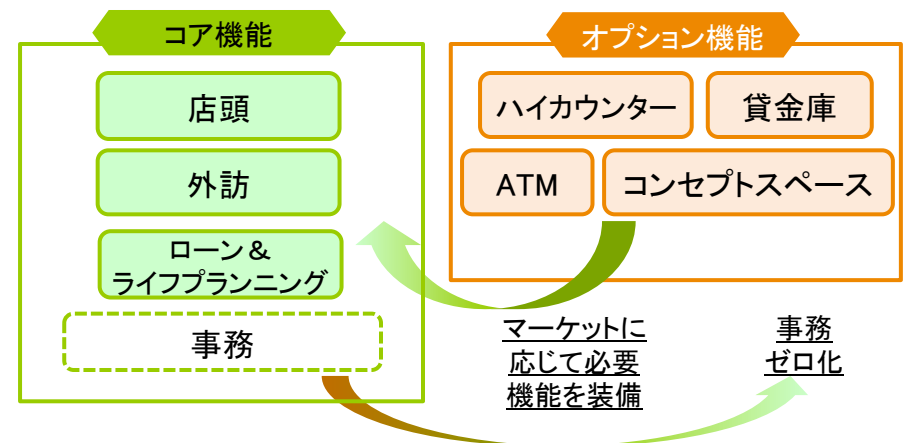 コア機能
店頭
外訪
ローン＆
ライフプランニング
事務
オプション機能
ハイカウンター
貸金庫
ATM
コンセプトスペース
マーケットに
応じて必要
機能を装備
事務
ゼロ化